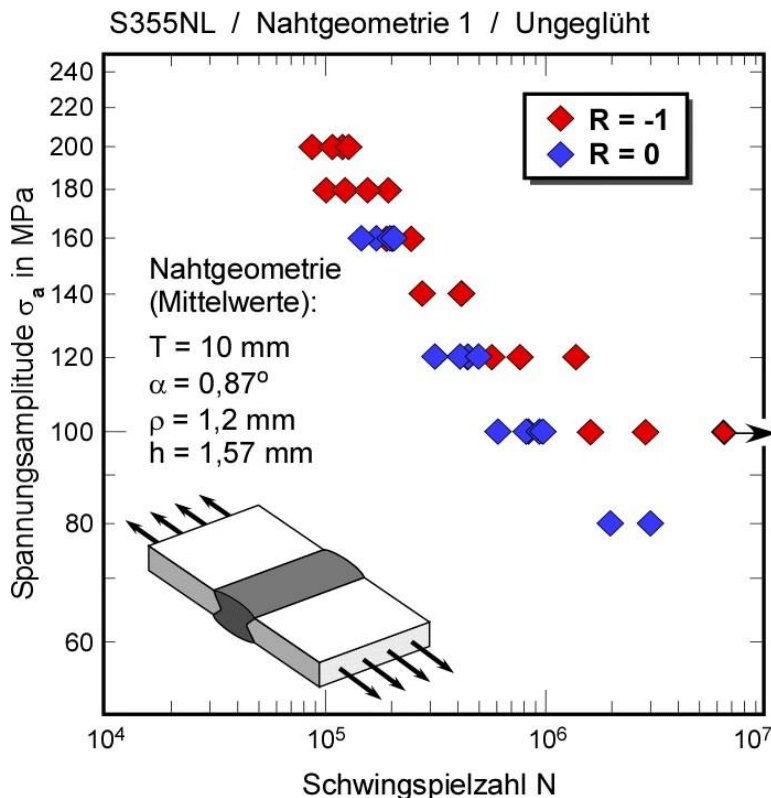 S355NL / Nahtgeometrie 1 / Ungeglüht
Spannungsamplitude σa in MPa
240
220
200
180
160
140
120
100
80
60
R = -1
R = 0
Nahtgeometrie
(Mittelwerte):
T = 10 mm
α = 0,87º
ρ = 1,2 mm
h = 1,57 mm
10⁴
10⁵
10⁶
10⁷
Schwingspielzahl N